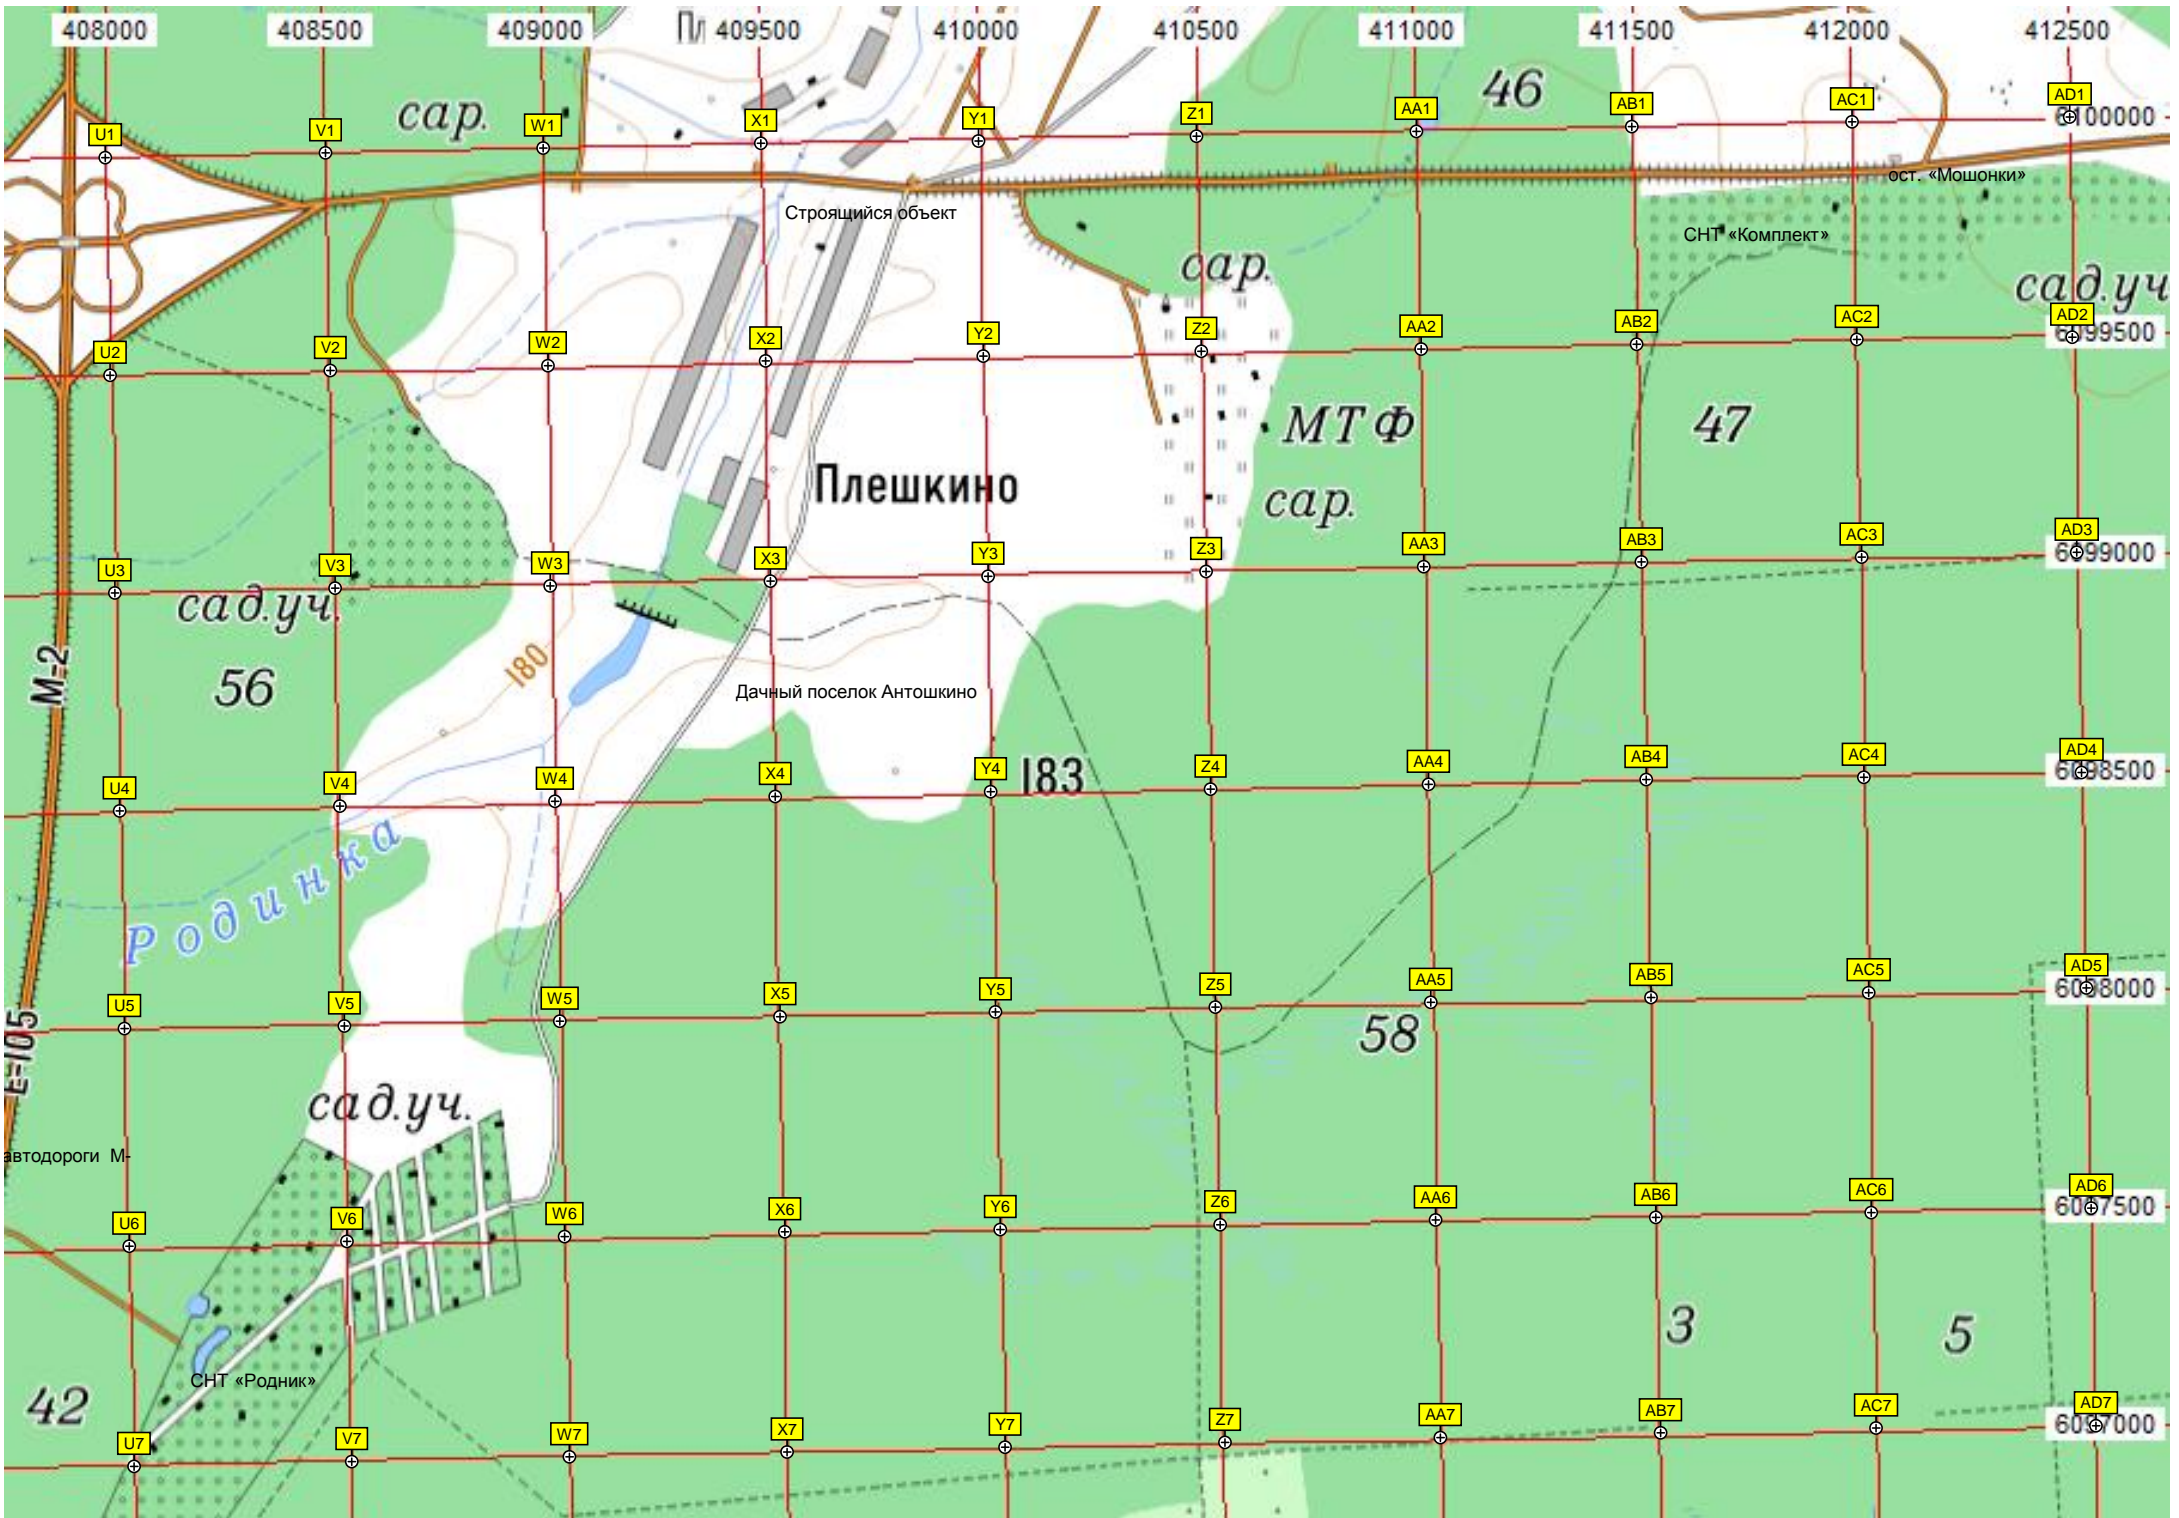 408000 408500 409000 409500 410000 410500 411000 411500 412000 412500
сар. 46
U1 V1 W1 X1 Y1 Z1 AA1 AB1 AC1 AD1
6100000
ост. «Мошонки»
Строящийся объект
СНТ «Комплект»
сар.
сад.уч
U2 V2 W2 X2 Y2 Z2 AA2 AB2 AC2 AD2
6099500
МТФ 47
Плешкино
сар.
U3 V3 W3 X3 Y3 Z3 AA3 AB3 AC3 AD3
6099000
сад.уч.
М-2
56
180
Дачный поселок Антошкино
183
U4 V4 W4 X4 Y4 Z4 AA4 AB4 AC4 AD4
6098500
Родинка
U5 V5 W5 X5 Y5 Z5 AA5 AB5 AC5 AD5
6098000
58
E-105
сад.уч.
автодороги М-
U6 V6 W6 X6 Y6 Z6 AA6 AB6 AC6 AD6
6097500
3 5
СНТ «Родник»
42
U7 V7 W7 X7 Y7 Z7 AA7 AB7 AC7 AD7
6097000